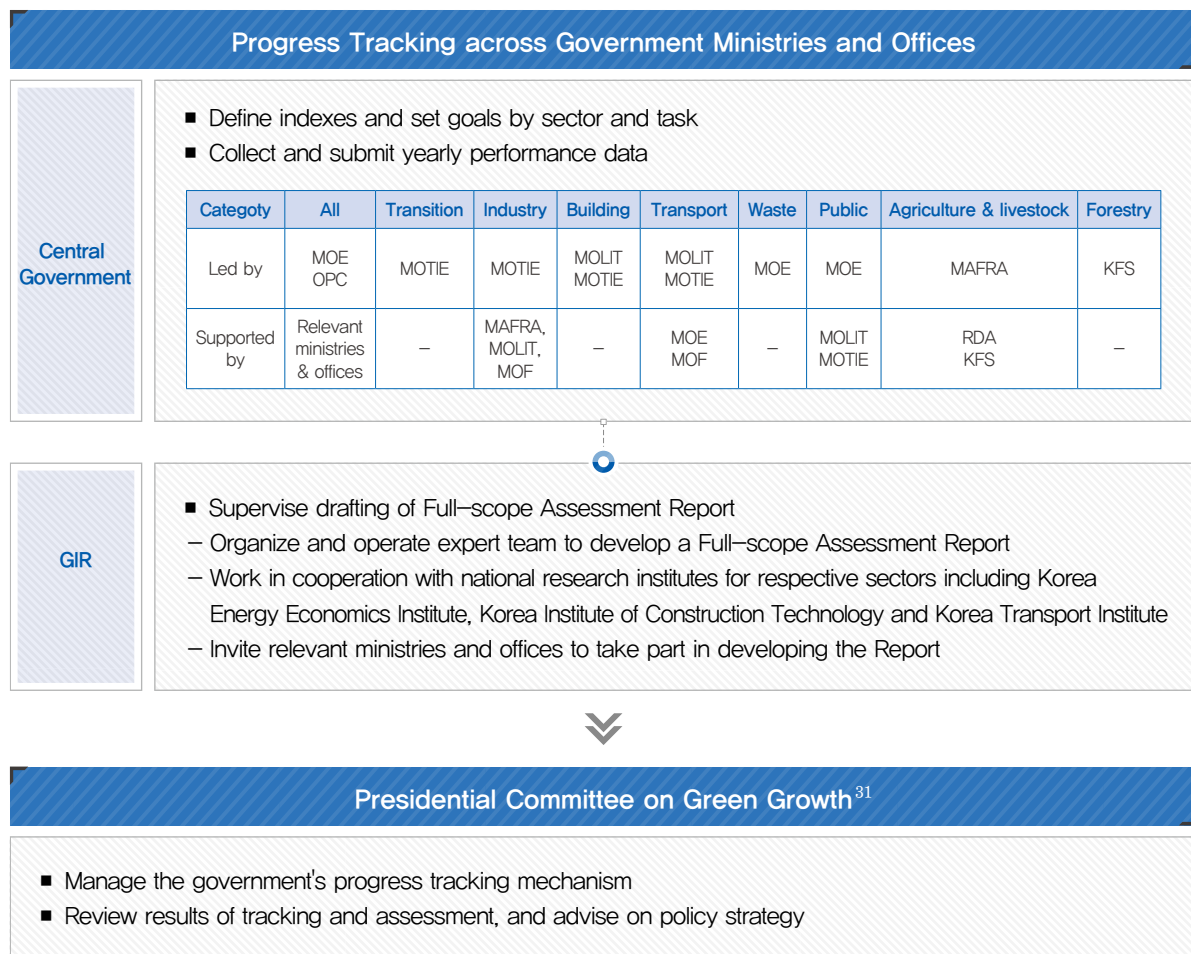 Progress Tracking across Government Ministries and Offices
Central
Government
■ Define indexes and set goals by sector and task
■ Collect and submit yearly performance data
Categoty All Transition Industry Building Transport Waste Public Agriculture & livestock Forestry
Led by MOE OPC MOTIE MOTIE MOLIT MOTIE MOLIT MOTIE MOE MOE MAFRA KFS
Supported by Relevant ministries & offices – MAFRA, MOLIT, MOF – MOE MOF – MOLIT MOTIE RDA KFS –
GIR
■ Supervise drafting of Full–scope Assessment Report
– Organize and operate expert team to develop a Full–scope Assessment Report
– Work in cooperation with national research institutes for respective sectors including Korea
Energy Economics Institute, Korea Institute of Construction Technology and Korea Transport Institute
– Invite relevant ministries and offices to take part in developing the Report
Presidential Committee on Green Growth31
■ Manage the government's progress tracking mechanism
■ Review results of tracking and assessment, and advise on policy strategy